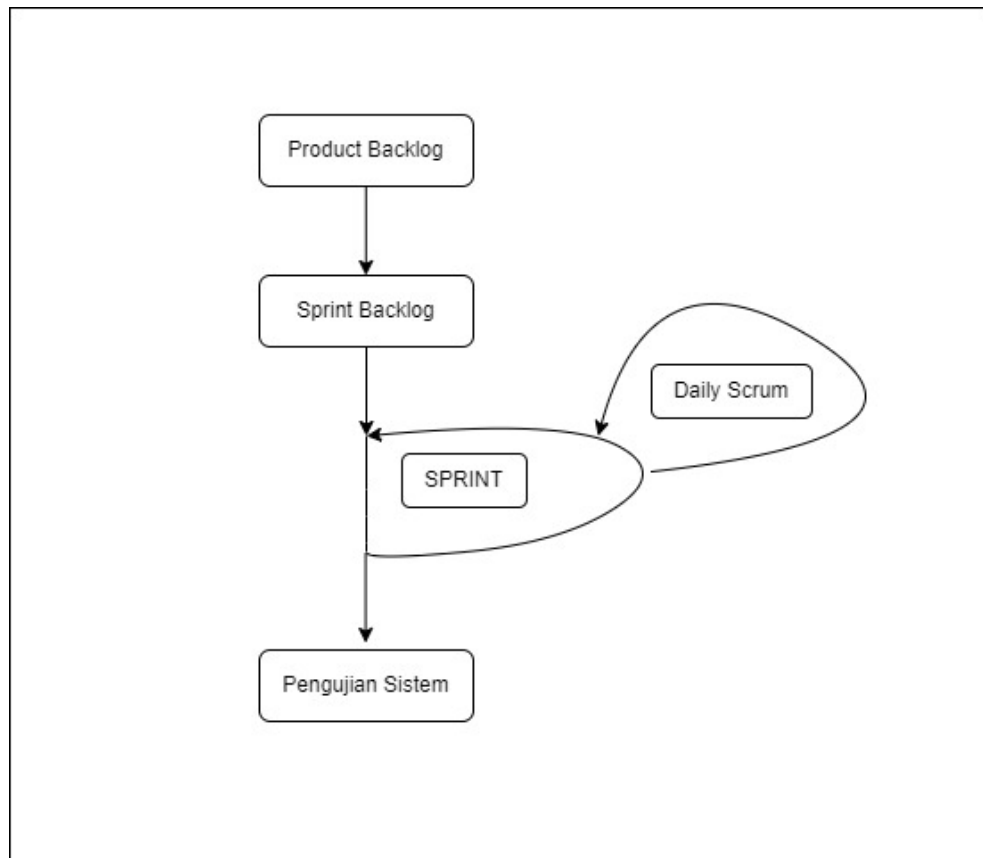 Product Backlog
Sprint Backlog
Daily Scrum
SPRINT
Pengujian Sistem